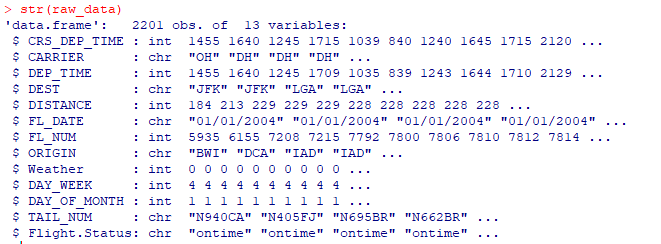 > str(raw_data)
'data.frame':   2201 obs. of  13 variables:
 $ CRS_DEP_TIME : int  1455 1640 1245 1715 1039 840 1240 1645 1715 2120 ...
 $ CARRIER      : chr  "OH" "DH" "DH" "DH" ...
 $ DEP_TIME     : int  1455 1640 1245 1709 1035 839 1243 1644 1710 2129 ...
 $ DEST         : chr  "JFK" "JFK" "LGA" "LGA" ...
 $ DISTANCE     : int  184 213 229 229 229 228 228 228 228 228 ...
 $ FL_DATE      : chr  "01/01/2004" "01/01/2004" "01/01/2004" "01/01/2004" ...
 $ FL_NUM       : int  5935 6155 7208 7215 7792 7800 7806 7810 7812 7814 ...
 $ ORIGIN       : chr  "BWI" "DCA" "IAD" "IAD" ...
 $ Weather      : int  0 0 0 0 0 0 0 0 0 0 ...
 $ DAY_WEEK     : int  4 4 4 4 4 4 4 4 4 4 ...
 $ DAY_OF_MONTH : int  1 1 1 1 1 1 1 1 1 1 ...
 $ TAIL_NUM     : chr  "N940CA" "N405FJ" "N695BR" "N662BR" ...
 $ Flight.Status: chr  "ontime" "ontime" "ontime" "ontime" ...